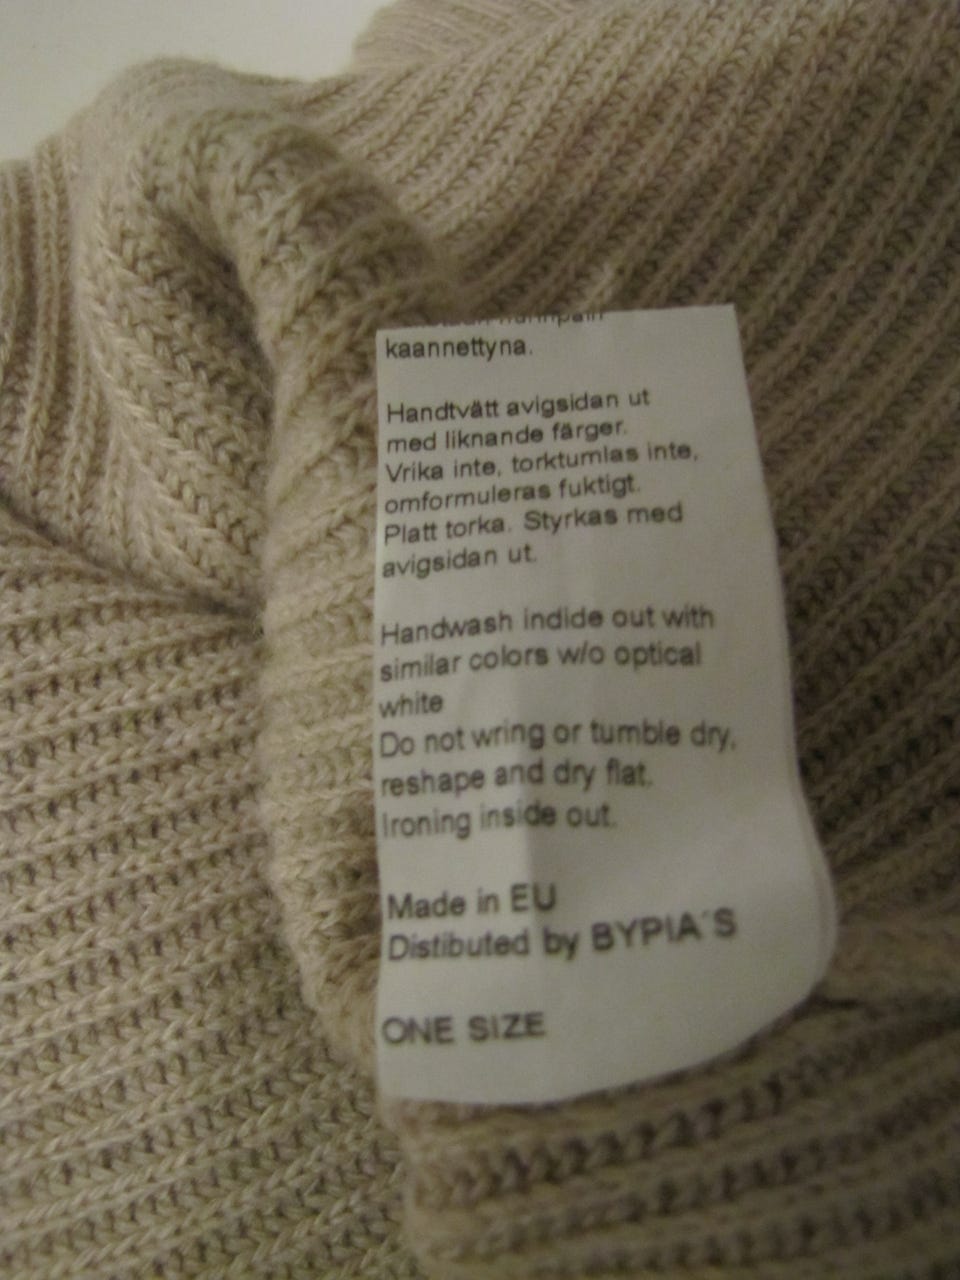 kaannettyna.
Handtvätt avigsidan ut
med liknande färger.
Vrika inte, torktumlas inte,
omformuleras fuktigt.
Platt torka. Styrkas med
avigsidan ut.
Handwash indide out with
similar colors w/o optical
white
Do not wring or tumble dry,
reshape and dry flat.
Ironing inside out.
Made in EU
Distibuted by BYPIA´S
ONE SIZE